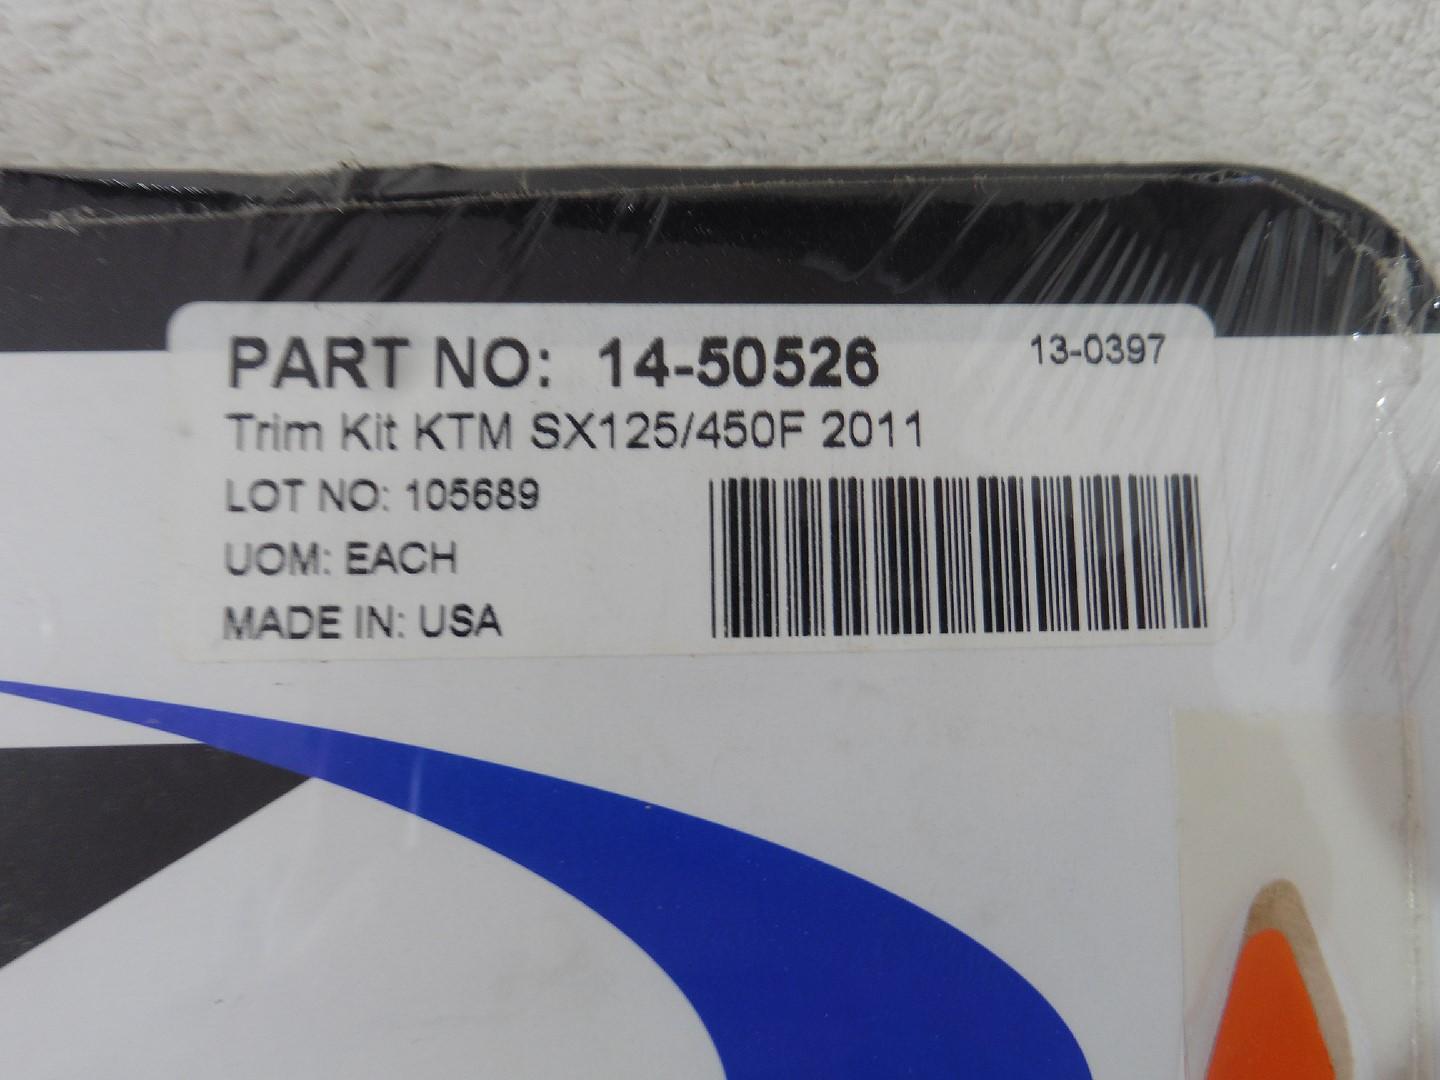 PART NO: 14-50526 13-0397
Trim Kit KTM SX125/450F 2011
LOT NO: 105689
UOM: EACH
MADE IN: USA